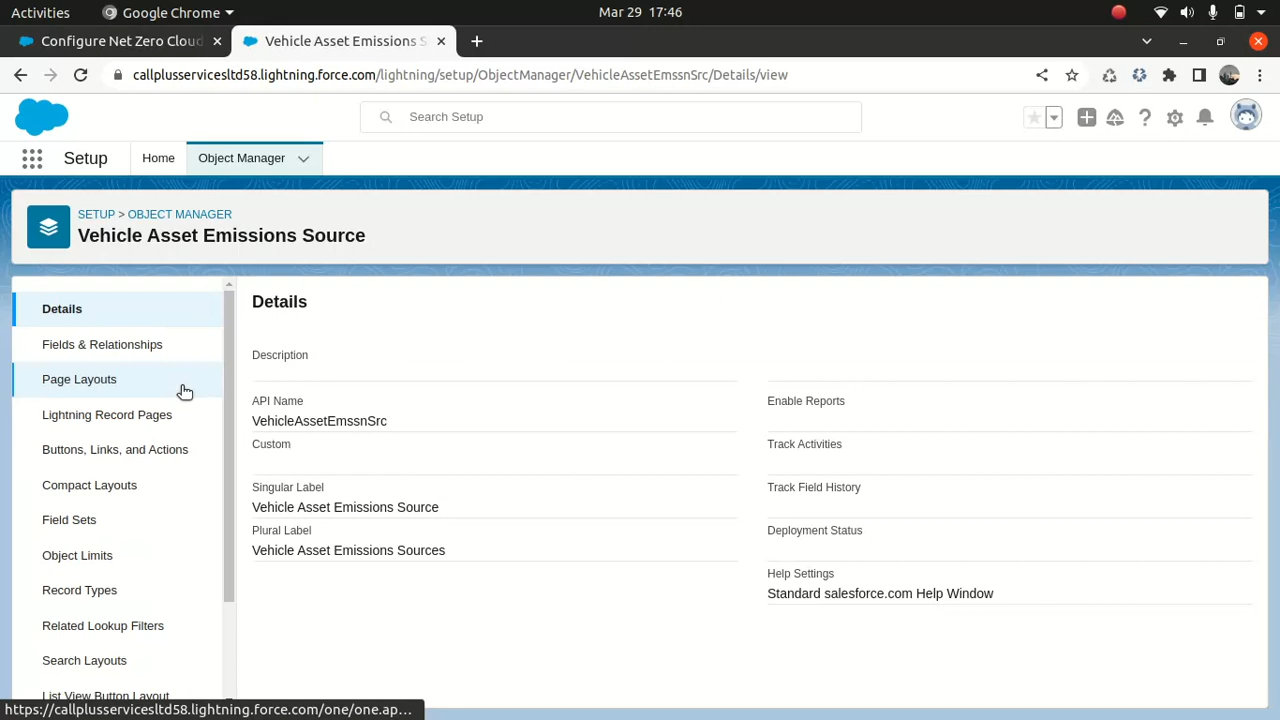 Activities
Google Chrome
Mar 29 17:46
Configure Net Zero Cloud
Vehicle Asset Emissions S
callplusservicesltd58.lightning.force.com/lightning/setup/ObjectManager/VehicleAssetEmssnSrc/Details/view
Search Setup
Setup
Home
Object Manager
SETUP > OBJECT MANAGER
Vehicle Asset Emissions Source
Details
Fields & Relationships
Page Layouts
Lightning Record Pages
Buttons, Links, and Actions
Compact Layouts
Field Sets
Object Limits
Record Types
Related Lookup Filters
Search Layouts
List View Button Layout
Details
Description
API Name
VehicleAssetEmssnSrc
Custom
Singular Label
Vehicle Asset Emissions Source
Plural Label
Vehicle Asset Emissions Sources
Enable Reports
Track Activities
Track Field History
Deployment Status
Help Settings
Standard salesforce.com Help Window
https://callplusservicesltd58.lightning.force.com/one/one.ap...